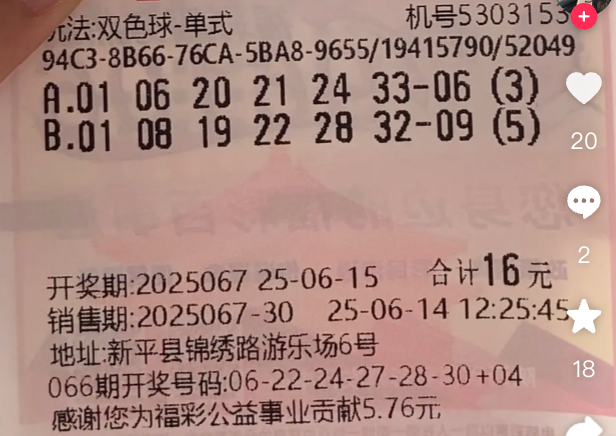 玩法:双色球-单式
机号5303153
94C3-8B66-76CA-5BA8-9655/19415790/52049
A.01 06 20 21 24 33-06 (3)
B.01 08 19 22 28 32-09 (5)
20
2
开奖期:2025067 25-06-15 合计16元
销售期:2025067-30 25-06-14 12:25:45
地址:新平县锦绣路游乐场6号
18
066期开奖号码:06-22-24-27-28-30+04
感谢您为福彩公益事业贡献5.76元